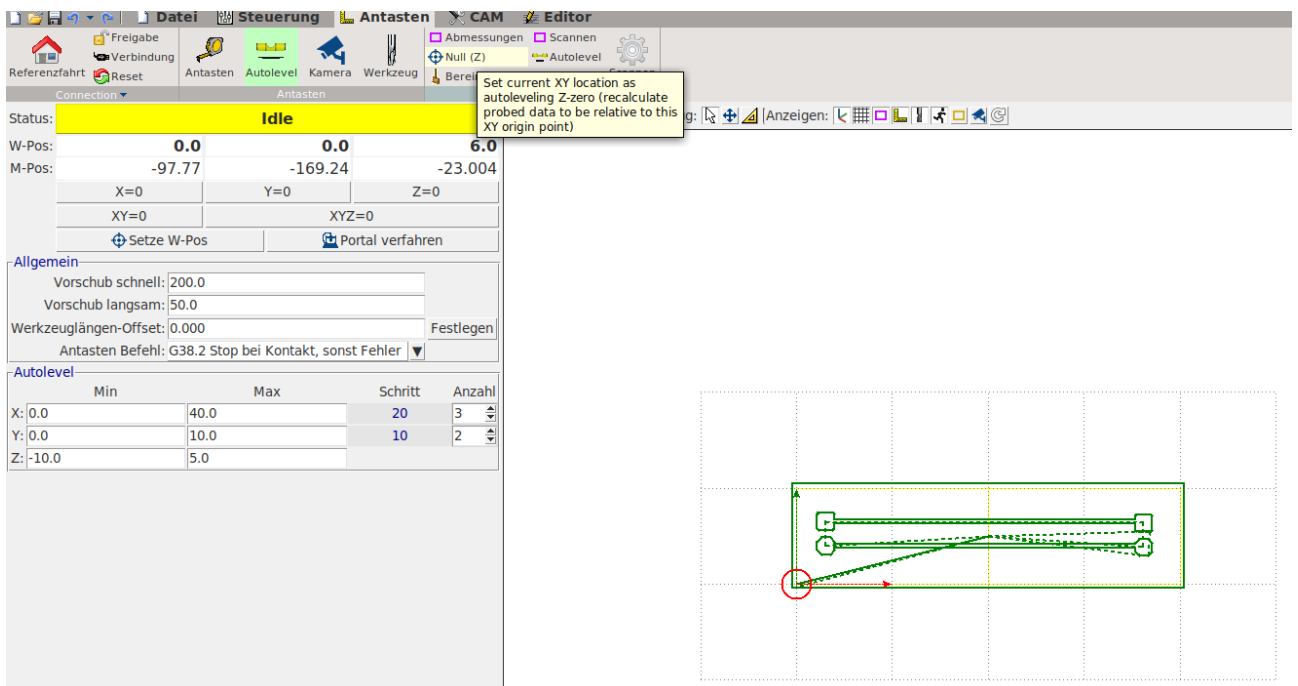 Datei Steuerung Antasten CAM Editor
Freigabe Abmessungen Scannen
Verbindung Null (Z) Autolevel
Referenzfahrt Reset Antasten Autolevel Kamera Werkzeug
Connection Antasten
Set current XY location as
autoleveling Z-zero (recalculate
probed data to be relative to this
XY origin point)
Status: Idle
Anzeigen:
W-Pos: 0.0 0.0 6.0
M-Pos: -97.77 -169.24 -23.004
X=0 Y=0 Z=0
XY=0 XYZ=0
Setze W-Pos Portal verfahren
Allgemein
Vorschub schnell: 200.0
Vorschub langsam: 50.0
Werkzeuglängen-Offset: 0.000 Festlegen
Antasten Befehl: G38.2 Stop bei Kontakt, sonst Fehler
Autolevel
Min Max Schritt Anzahl
X: 0.0 40.0 20 3
Y: 0.0 10.0 10 2
Z: -10.0 5.0